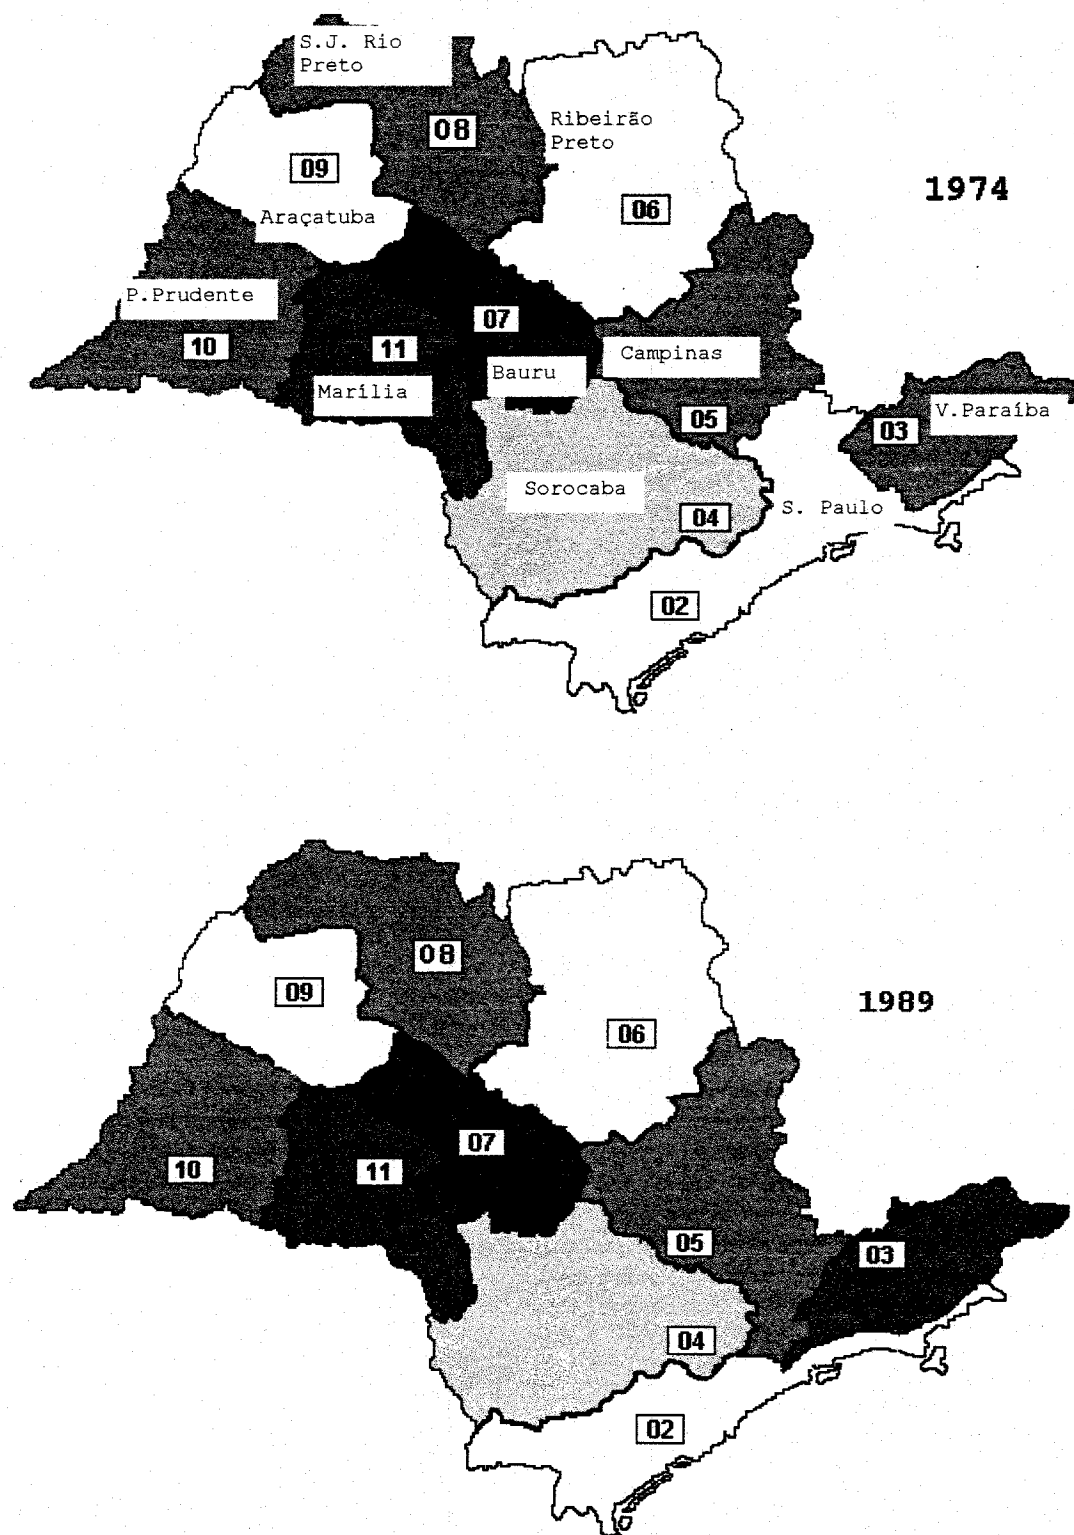 S.J. Rio
Preto
08
Ribeirão
Preto
09
1974
06
Araçatuba
P.Prudente
07
10
11
Campinas
Bauru
Marília
V.Paraíba
05
03
Sorocaba
S. Paulo
04
02
08
09
1989
06
07
10
11
05
03
04
02